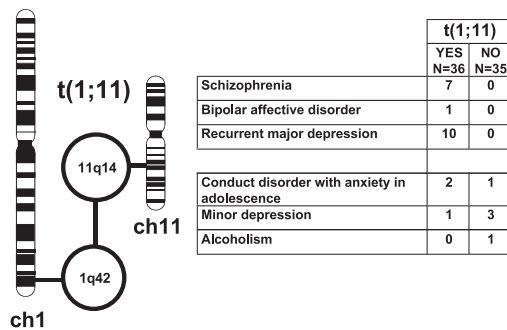 t(1;11)
11q14
ch11
1q42
ch1
t(1;11)
YES NO
N=36 N=35
Schizophrenia 7 0
Bipolar affective disorder 1 0
Recurrent major depression 10 0
Conduct disorder with anxiety in 2 1
adolescence
Minor depression 1 3
Alcoholism 0 1